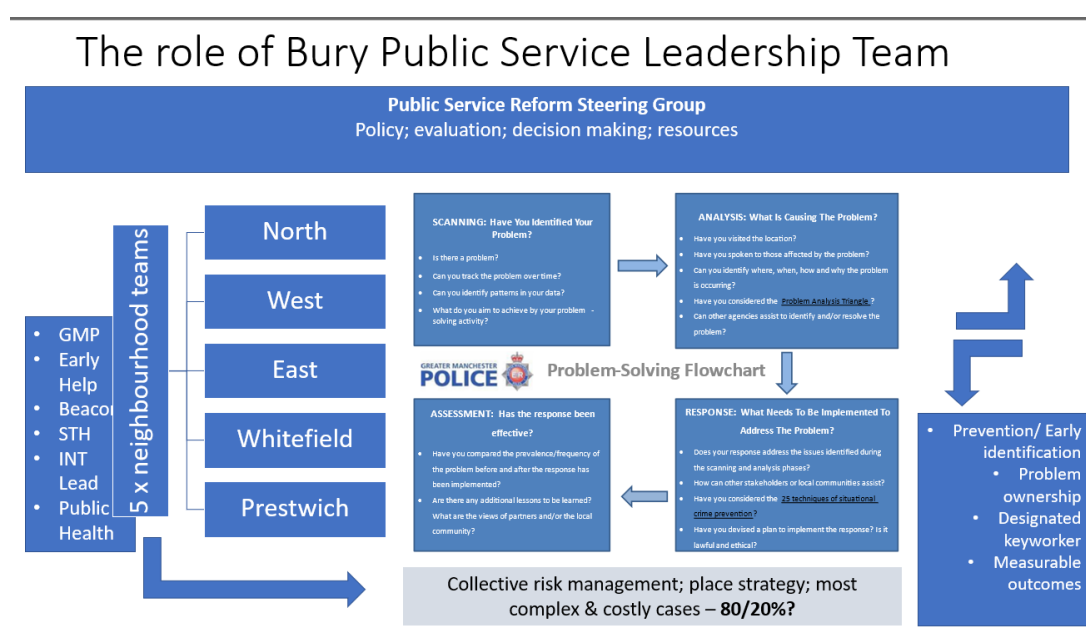 The role of Bury Public Service Leadership Team
Public Service Reform Steering Group
Policy; evaluation; decision making; resources
• GMP
• Early
Help
• Beacon
• STH
• INT
Lead
• Public
Health
5 x neighbourhood teams
North
West
East
Whitefield
Prestwich
SCANNING: Have You Identified Your
Problem?
• Is there a problem?
• Can you track the problem over time?
• Can you identify patterns in your data?
• What do you aim to achieve by your problem -
solving activity?
ANALYSIS: What Is Causing The Problem?
• Have you visited the location?
• Have you spoken to those affected by the problem?
• Can you identify where, when, how and why the problem
is occurring?
• Have you considered the Problem Analysis Triangle ?
• Can other agencies assist to identify and/or resolve the
problem?
GREATER MANCHESTER
POLICE
Problem-Solving Flowchart
ASSESSMENT: Has the response been
effective?
• Have you compared the prevalence/frequency of
the problem before and after the response has
been implemented?
• Are there any additional lessons to be learned?
What are the views of partners and/or the local
community?
RESPONSE: What Needs To Be Implemented To
Address The Problem?
• Does your response address the issues identified during
the scanning and analysis phases?
• How can other stakeholders or local communities assist?
• Have you considered the 25 techniques of situational
crime prevention ?
• Have you devised a plan to implement the response? Is it
lawful and ethical?
Collective risk management; place strategy; most
complex & costly cases – 80/20%?
• Prevention/ Early
identification
• Problem
ownership
• Designated
keyworker
• Measurable
outcomes